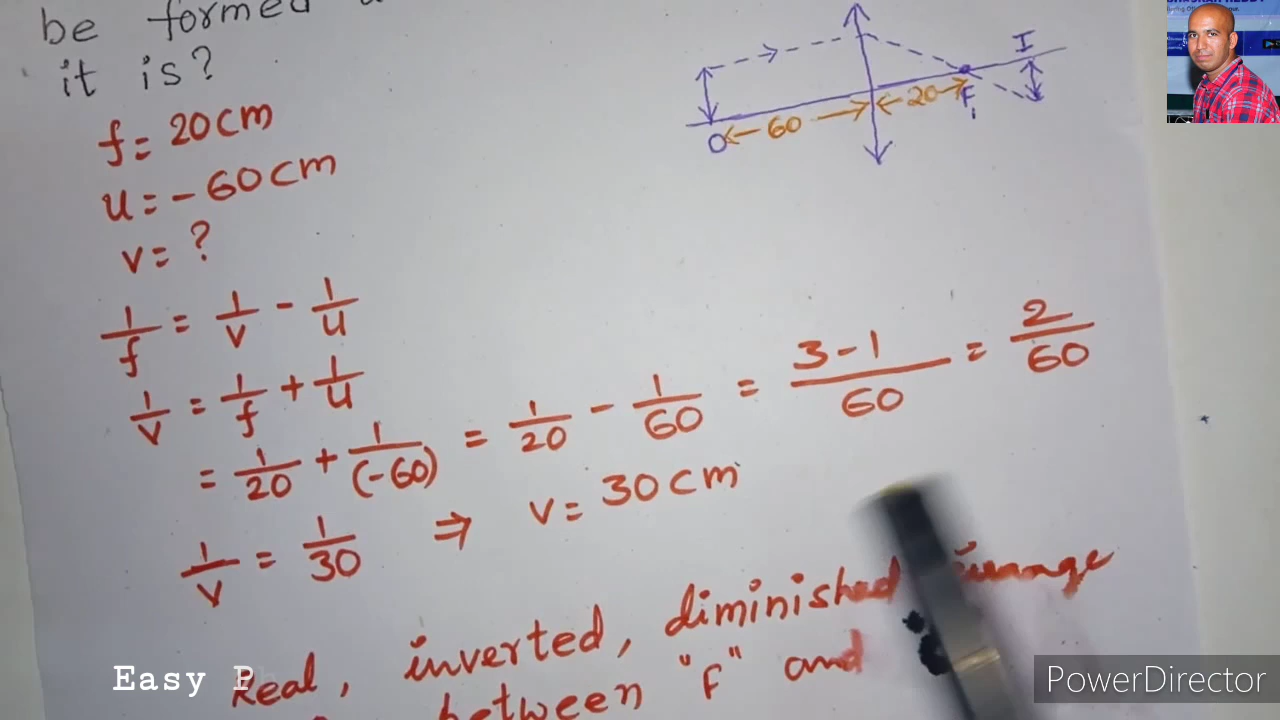 be formed
it is?
f = 20cm
u = -60cm
v = ?
1/f = 1/v - 1/u
1/v = 1/f + 1/u
= 1/20 + 1/(-60) = 1/20 - 1/60 = 3-1/60 = 2/60
1/v = 1/30 ⇒ v = 30cm
Real, inverted, diminished
between "F" and
O
60
20
F
I
Easy P
PowerDirector